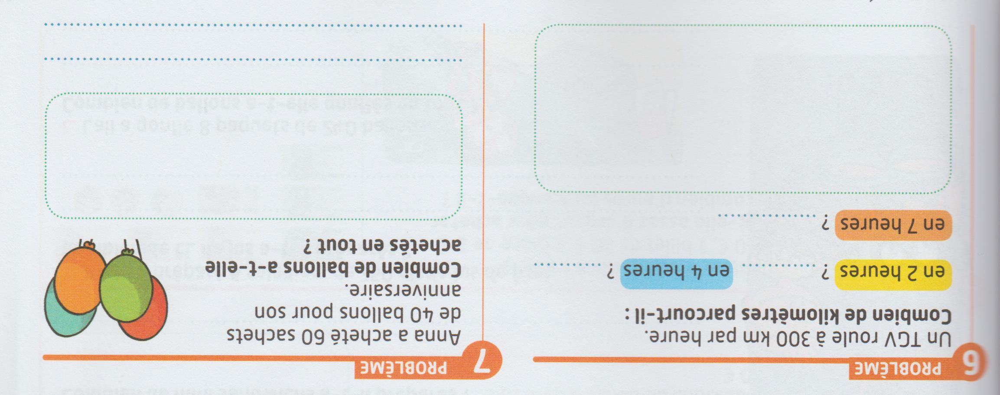 6 PROBLÈME
Un TGV roule à 300 km par heure.
Combien de kilomètres parcourt-il :
en 2 heures ? .............. en 4 heures ? ..............
en 7 heures ? ..............
7 PROBLÈME
Anna a acheté 60 sachets
de 40 ballons pour son
anniversaire.
Combien de ballons a-t-elle
achetés en tout ?